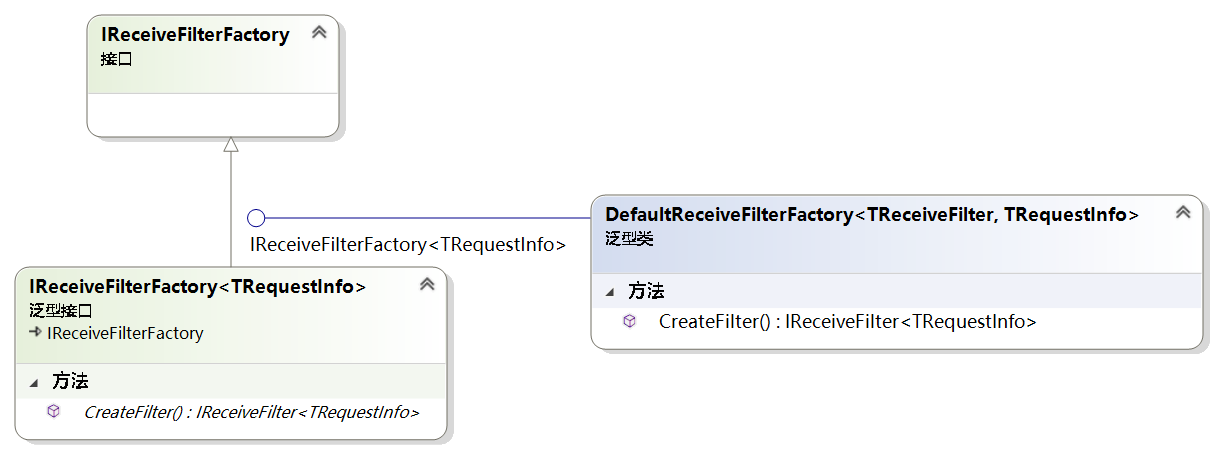 IReceiveFilterFactory
接口
IReceiveFilterFactory<TRequestInfo>
DefaultReceiveFilterFactory<TReceiveFilter, TRequestInfo>
泛型类
方法
CreateFilter() : IReceiveFilter<TRequestInfo>
IReceiveFilterFactory<TRequestInfo>
泛型接口
IReceiveFilterFactory
方法
CreateFilter() : IReceiveFilter<TRequestInfo>